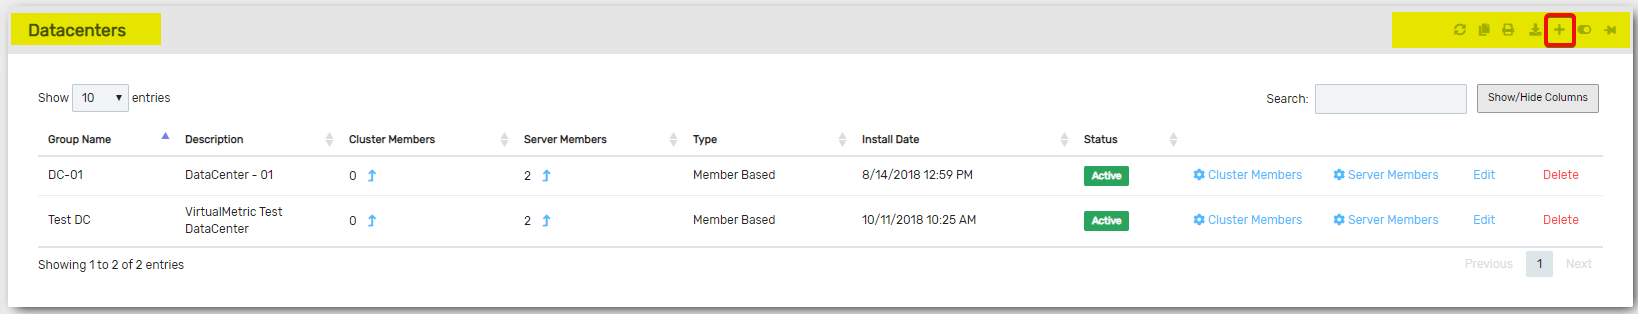 Datacenters
Show 10 entries
Search: Show/Hide Columns
Group Name Description Cluster Members Server Members Type Install Date Status
DC-01 DataCenter - 01 0 2 Member Based 8/14/2018 12:59 PM Active Cluster Members Server Members Edit Delete
Test DC VirtualMetric Test DataCenter 0 2 Member Based 10/11/2018 10:25 AM Active Cluster Members Server Members Edit Delete
Showing 1 to 2 of 2 entries
Previous 1 Next